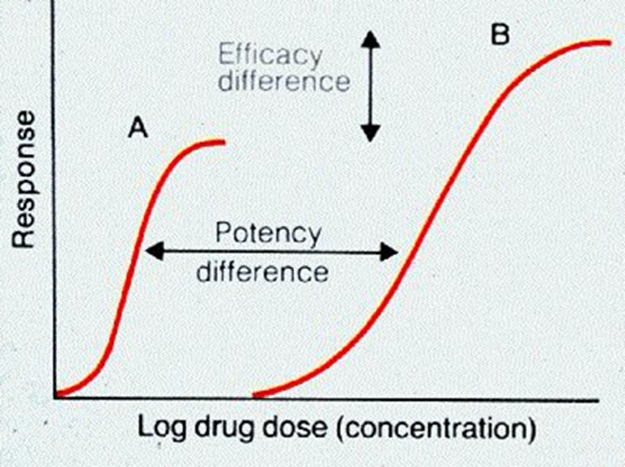 B
Efficacy
difference
A
Response
Potency
difference
Log drug dose (concentration)